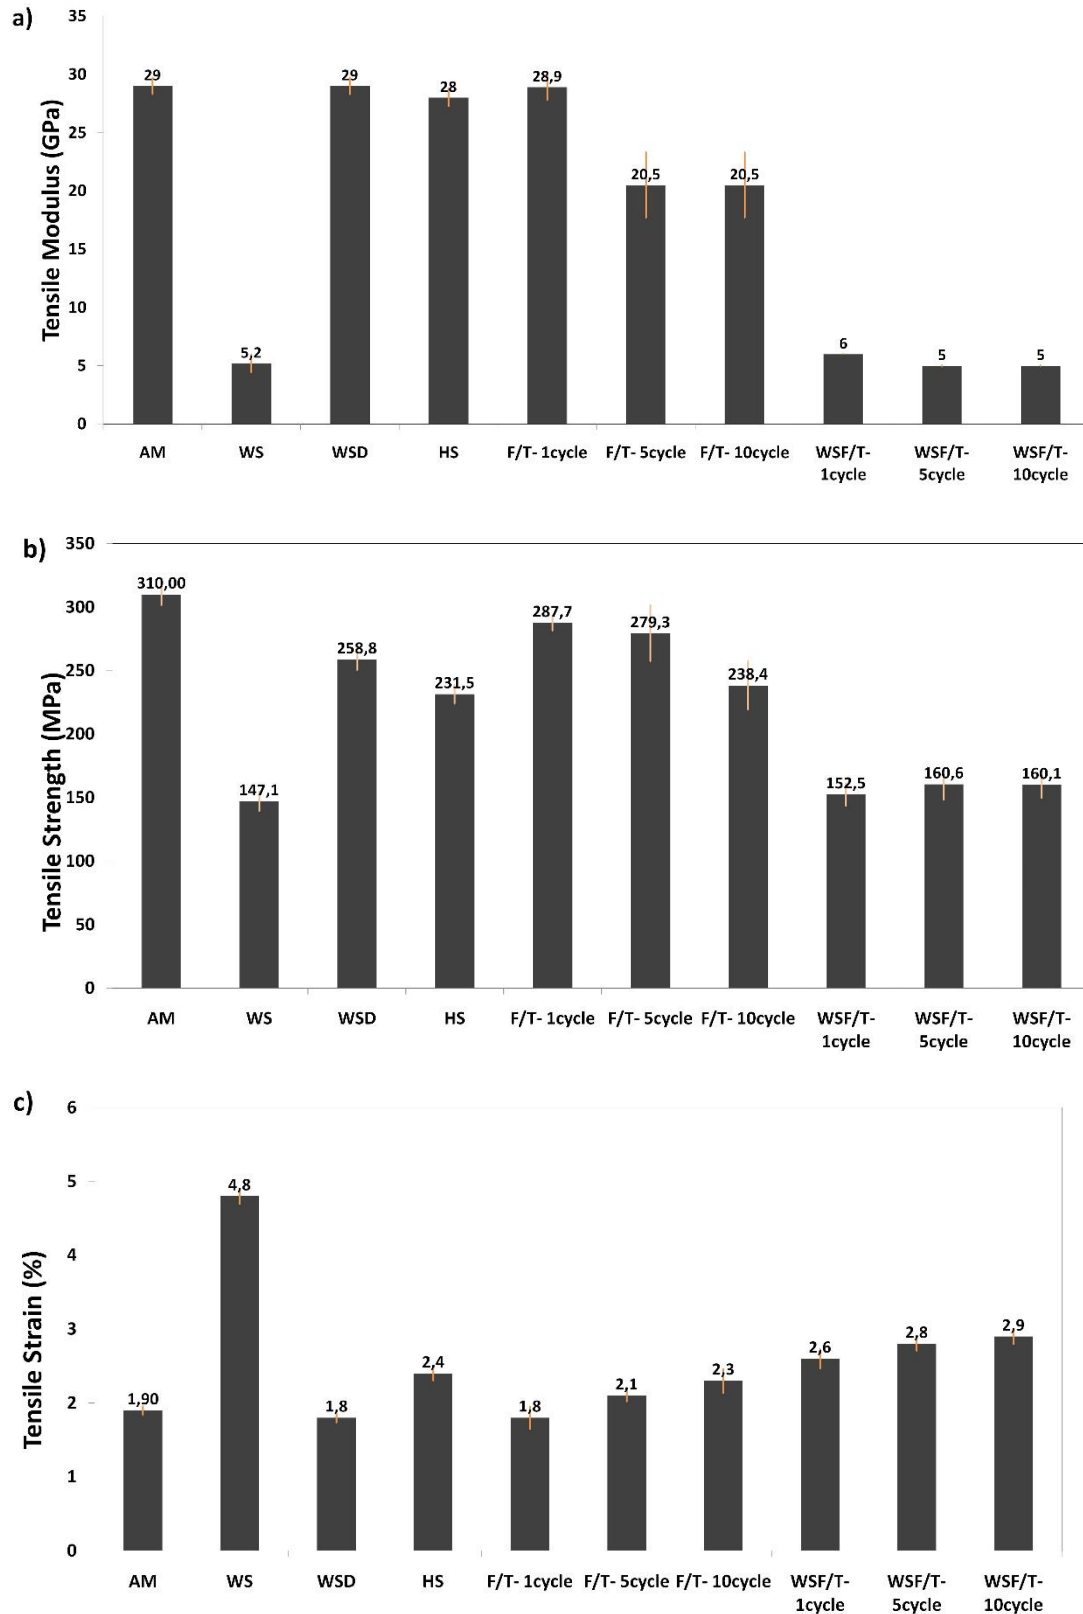 a)
Tensile Modulus (GPa)
35
30
25
20
15
10
5
0
29
5,2
29
28
28,9
20,5
20,5
6
5
5
AM
WS
WSD
HS
F/T- 1cycle
F/T- 5cycle
F/T- 10cycle
WSF/T-
1cycle
WSF/T-
5cycle
WSF/T-
10cycle
b)
Tensile Strength (MPa)
350
300
250
200
150
100
50
0
310,00
147,1
258,8
231,5
287,7
279,3
238,4
152,5
160,6
160,1
AM
WS
WSD
HS
F/T- 1cycle
F/T- 5cycle
F/T- 10cycle
WSF/T-
1cycle
WSF/T-
5cycle
WSF/T-
10cycle
c)
Tensile Strain (%)
6
5
4
3
2
1
0
1,90
4,8
1,8
2,4
1,8
2,1
2,3
2,6
2,8
2,9
AM
WS
WSD
HS
F/T- 1cycle
F/T- 5cycle
F/T- 10cycle
WSF/T-
1cycle
WSF/T-
5cycle
WSF/T-
10cycle